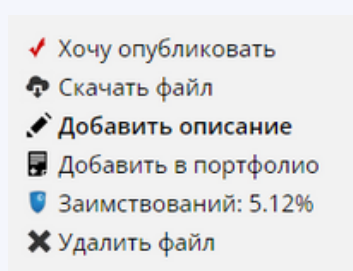 Хочу опубликовать
Скачать файл
Добавить описание
Добавить в портфолио
Заимствований: 5.12%
Удалить файл